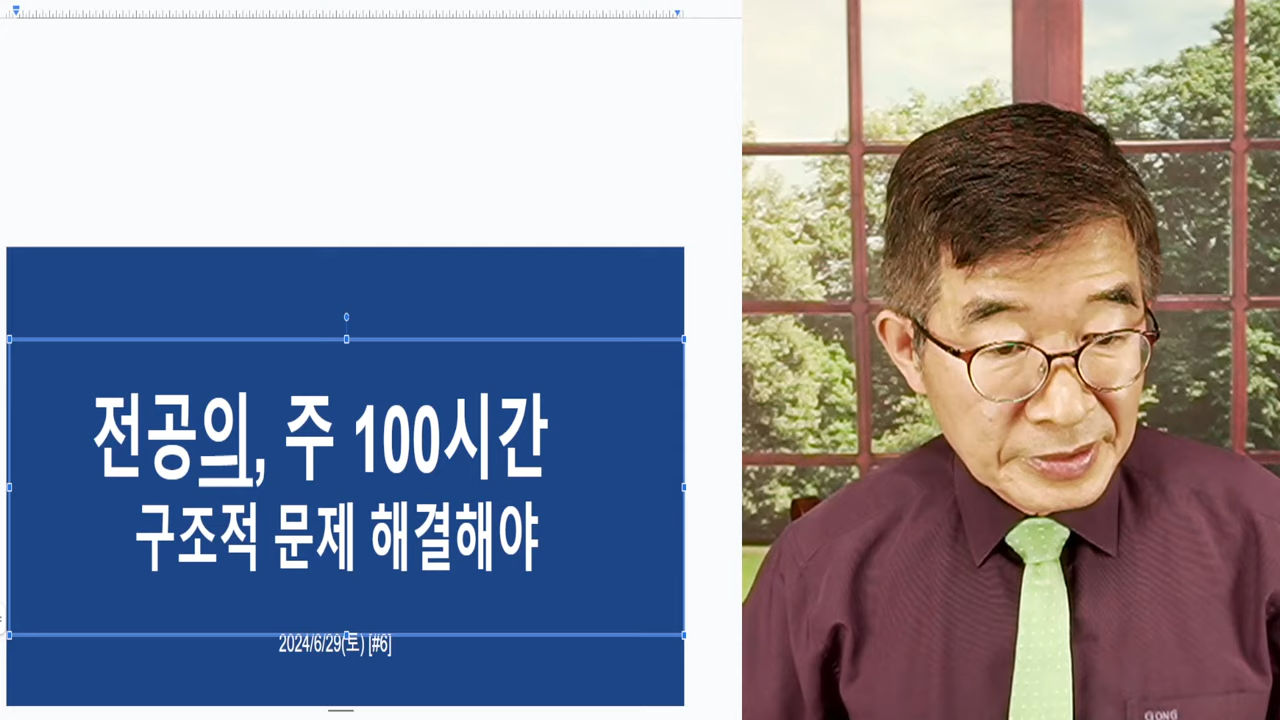 전공의, 주 100시간
구조적 문제 해결해야
2024/6/29(토) [#6]